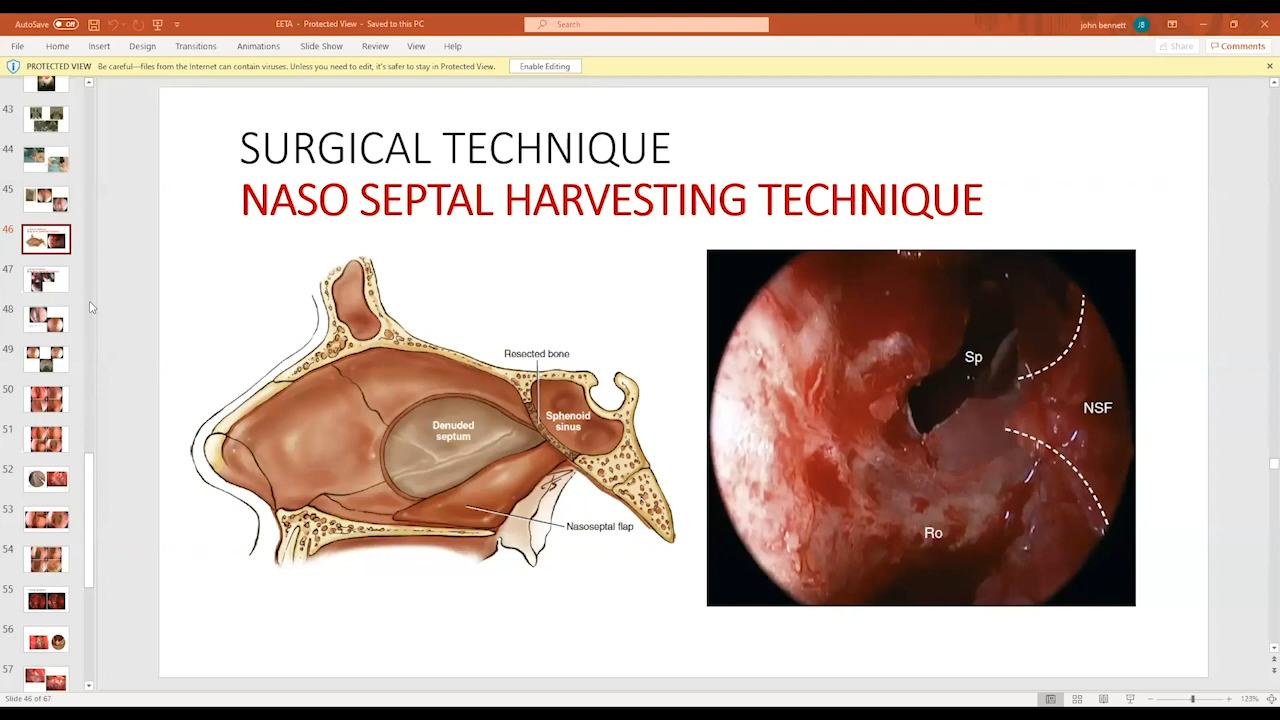 AutoSave Off
EETA - Protected View - Saved to this PC
Search
john bennett
JB
File Home Insert Design Transitions Animations Slide Show Review View Help
Share
Comments
PROTECTED VIEW Be careful—files from the Internet can contain viruses. Unless you need to edit, it's safer to stay in Protected View.
Enable Editing
43
44
45
46
47
48
49
50
51
52
53
54
55
56
57
SURGICAL TECHNIQUE
NASO SEPTAL HARVESTING TECHNIQUE
Resected bone
Denuded
septum
Sphenoid
sinus
Nasoseptal flap
Sp
NSF
Ro
Slide 46 of 67
123%